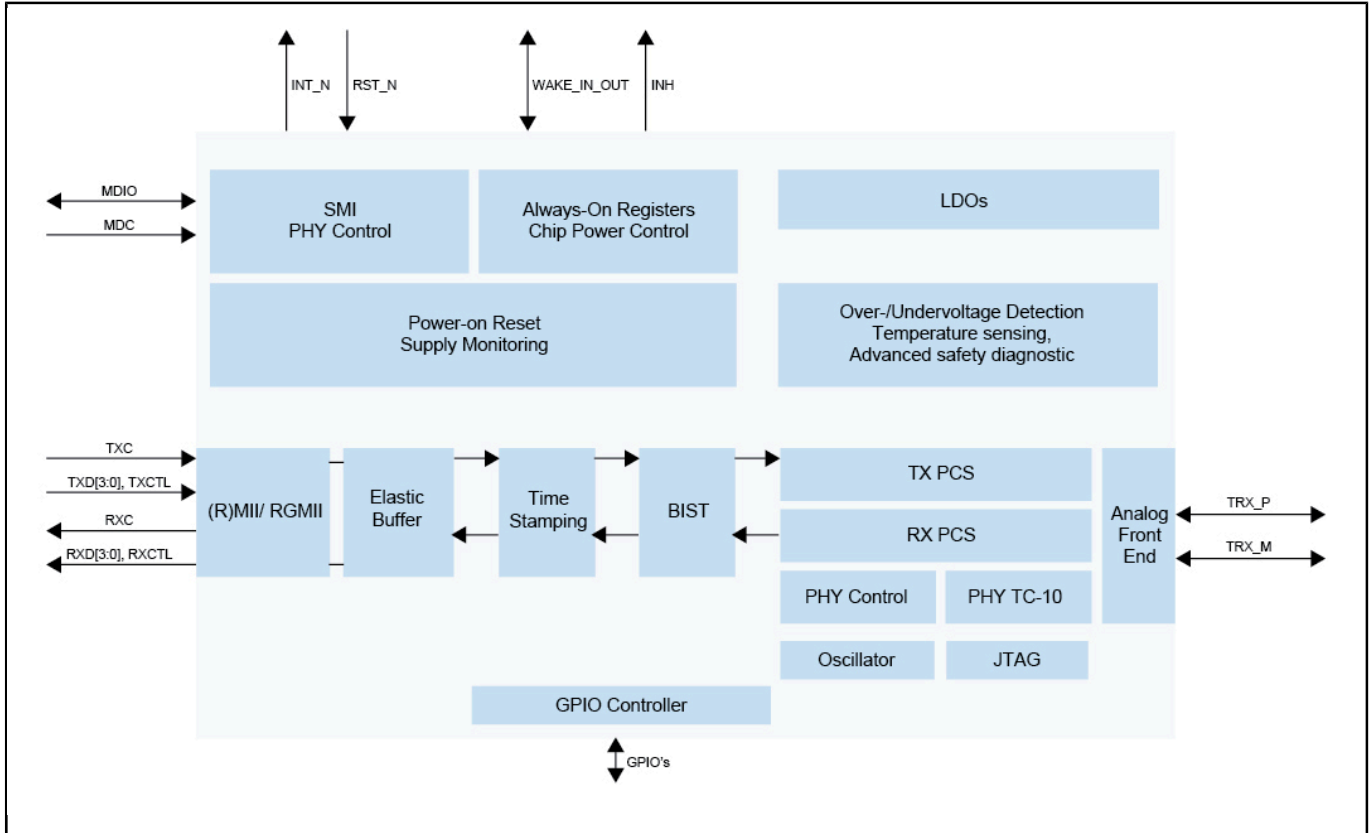 INT_N
RST_N
WAKE_IN_OUT
INH
MDIO
MDC
SMI
PHY Control
Always-On Registers
Chip Power Control
LDOs
Power-on Reset
Supply Monitoring
Over-/Undervoltage Detection
Temperature sensing,
Advanced safety diagnostic
TXC
TXD[3:0], TXCTL
RXC
RXD[3:0], RXCTL
(R)MII/ RGMII
Elastic
Buffer
Time
Stamping
BIST
TX PCS
RX PCS
PHY Control
PHY TC-10
Oscillator
JTAG
Analog
Front
End
TRX_P
TRX_M
GPIO Controller
GPIO's